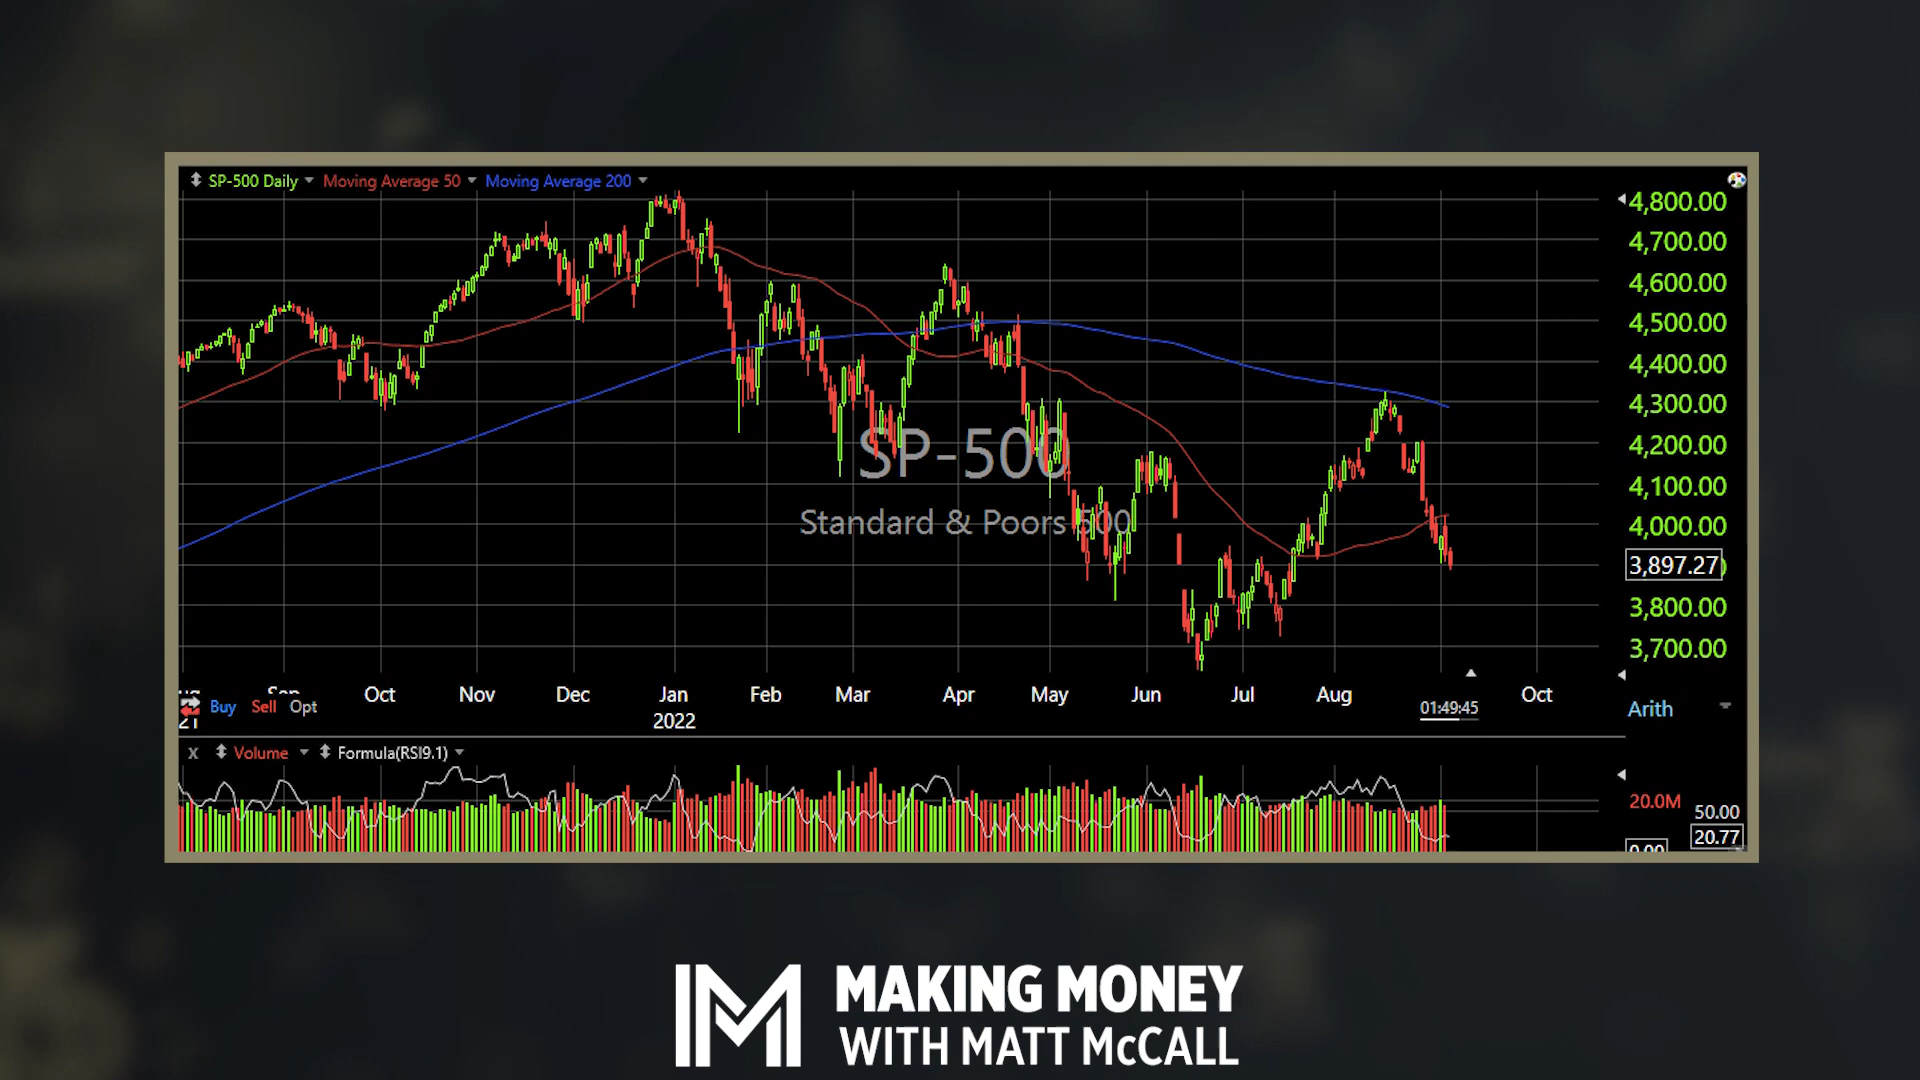 SP-500 Daily Moving Average 50 Moving Average 200
4,800.00
4,700.00
4,600.00
4,500.00
4,400.00
4,300.00
4,200.00
4,100.00
4,000.00
3,897.27
3,800.00
3,700.00
SP-500
Standard & Poors 500
Sep Oct Nov Dec Jan Feb Mar Apr May Jun Jul Aug Oct
Buy Sell Opt
21 2022
01:49:45
Arith
x Volume Formula(RSI9.1)
20.0M
50.00
20.77
0.00
MAKING MONEY
WITH MATT McCALL